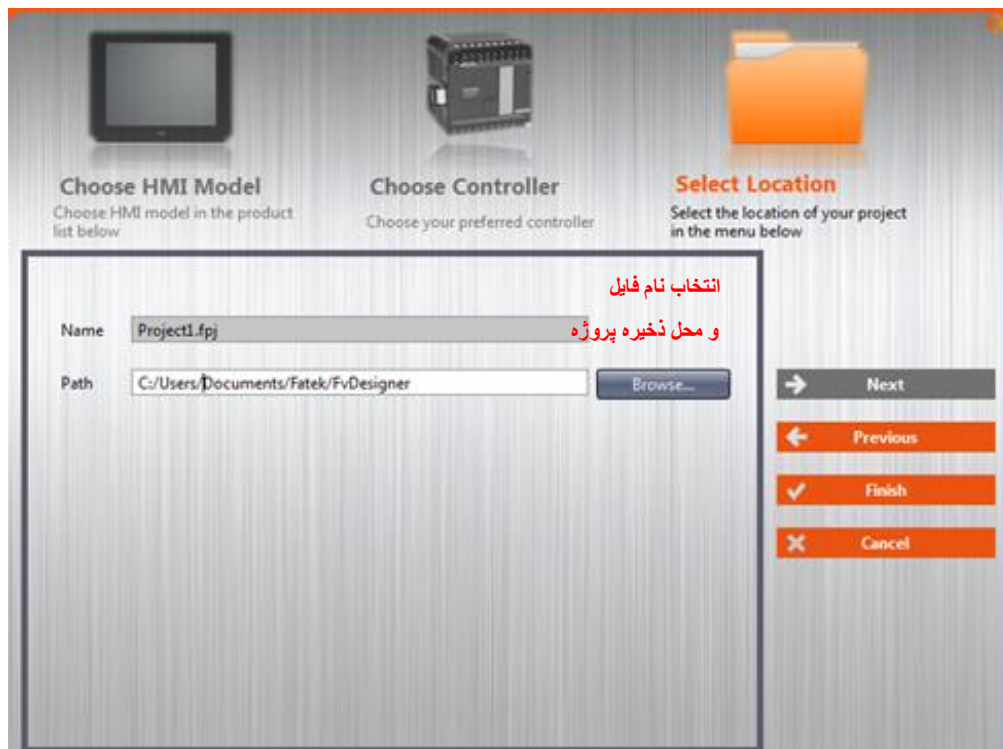 Choose HMI Model
Choose HMI model in the product
list below
Choose Controller
Choose your preferred controller
Select Location
Select the location of your project
in the menu below
انتخاب نام فایل
و محل ذخیره پروژه
Name
Project1.fpj
Path
C:/Users/Documents/Fatek/FvDesigner
Browse...
Next
Previous
Finish
Cancel